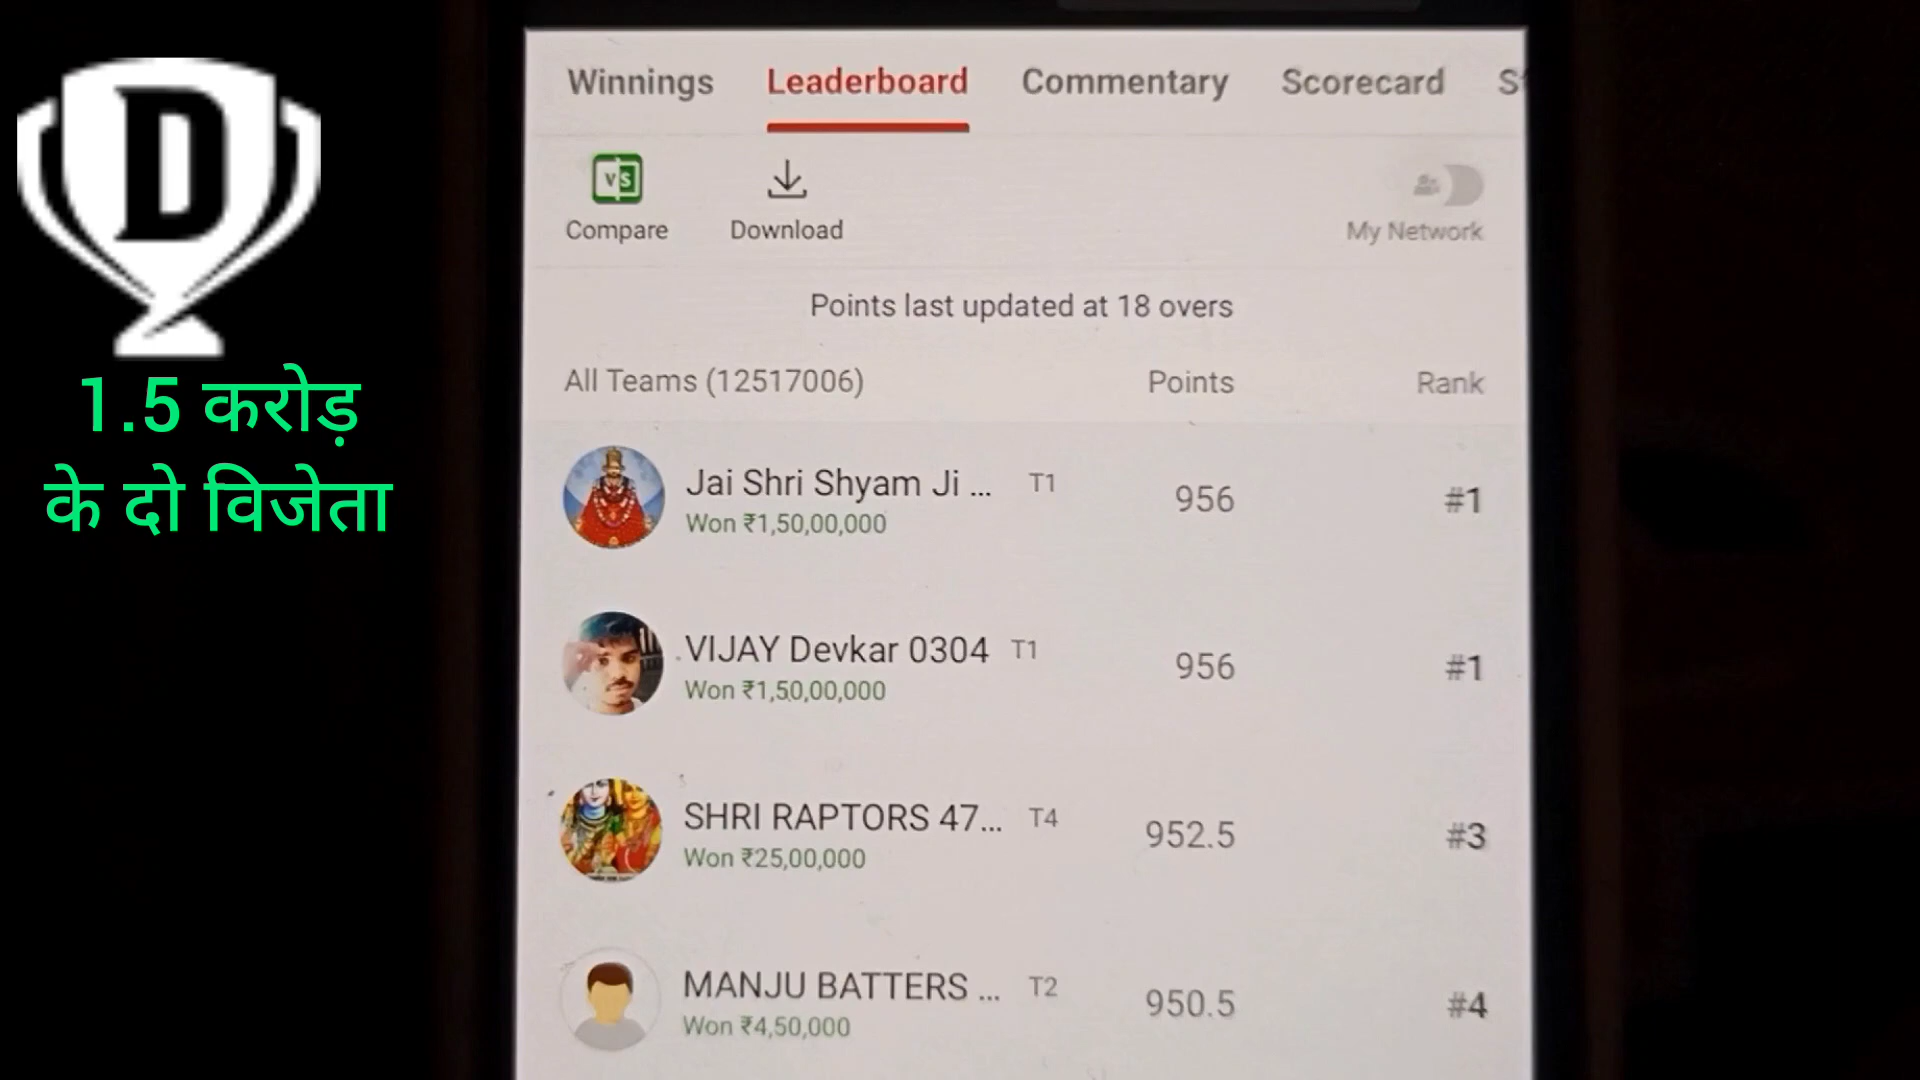 D
1.5 करोड़
के दो विजेता
Winnings Leaderboard Commentary Scorecard
VS
Compare Download My Network
Points last updated at 18 overs
All Teams (12517006) Points Rank
Jai Shri Shyam Ji ... T1 956 #1
Won ₹1,50,00,000
VIJAY Devkar 0304 T1 956 #1
Won ₹1,50,00,000
SHRI RAPTORS 47... T4 952.5 #3
Won ₹25,00,000
MANJU BATTERS ... T2 950.5 #4
Won ₹4,50,000